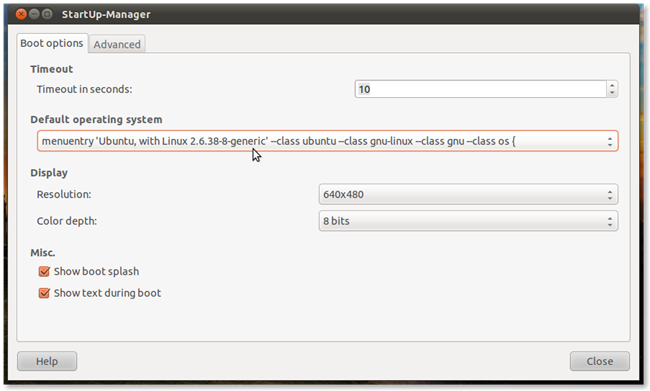 StartUp-Manager
Boot options
Advanced
Timeout
Timeout in seconds:
10
Default operating system
menuentry 'Ubuntu, with Linux 2.6.38-8-generic' --class ubuntu --class gnu-linux --class gnu --class os {
Display
Resolution:
640x480
Color depth:
8 bits
Misc.
Show boot splash
Show text during boot
Help
Close